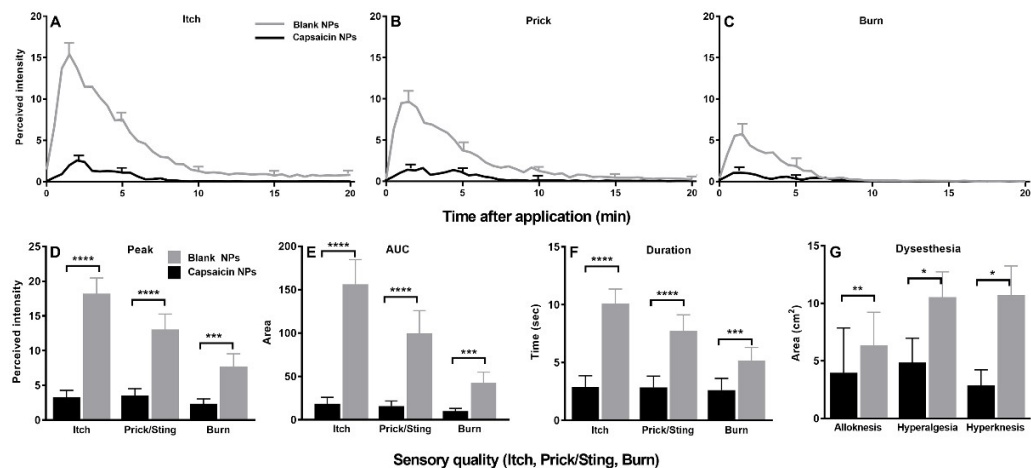 A
Itch
Blank NPs
Capsaicin NPs
Perceived intensity
20
15
10
5
0
0
5
10
15
20
B
Prick
20
15
10
5
0
0
5
10
15
20
C
Burn
20
15
10
5
0
0
5
10
15
20
Time after application (min)
D
Peak
Blank NPs
Capsaicin NPs
Perceived intensity
25
20
15
10
5
0
****
****
***
Itch
Prick/Sting
Burn
E
AUC
Area
200
150
100
50
0
****
****
***
Itch
Prick/Sting
Burn
F
Duration
Time (sec)
15
10
5
0
****
****
***
Itch
Prick/Sting
Burn
G
Dysesthesia
Area (cm²)
15
10
5
0
**
*
*
Alloknesis
Hyperalgesia
Hyperknesis
Sensory quality (Itch, Prick/Sting, Burn)